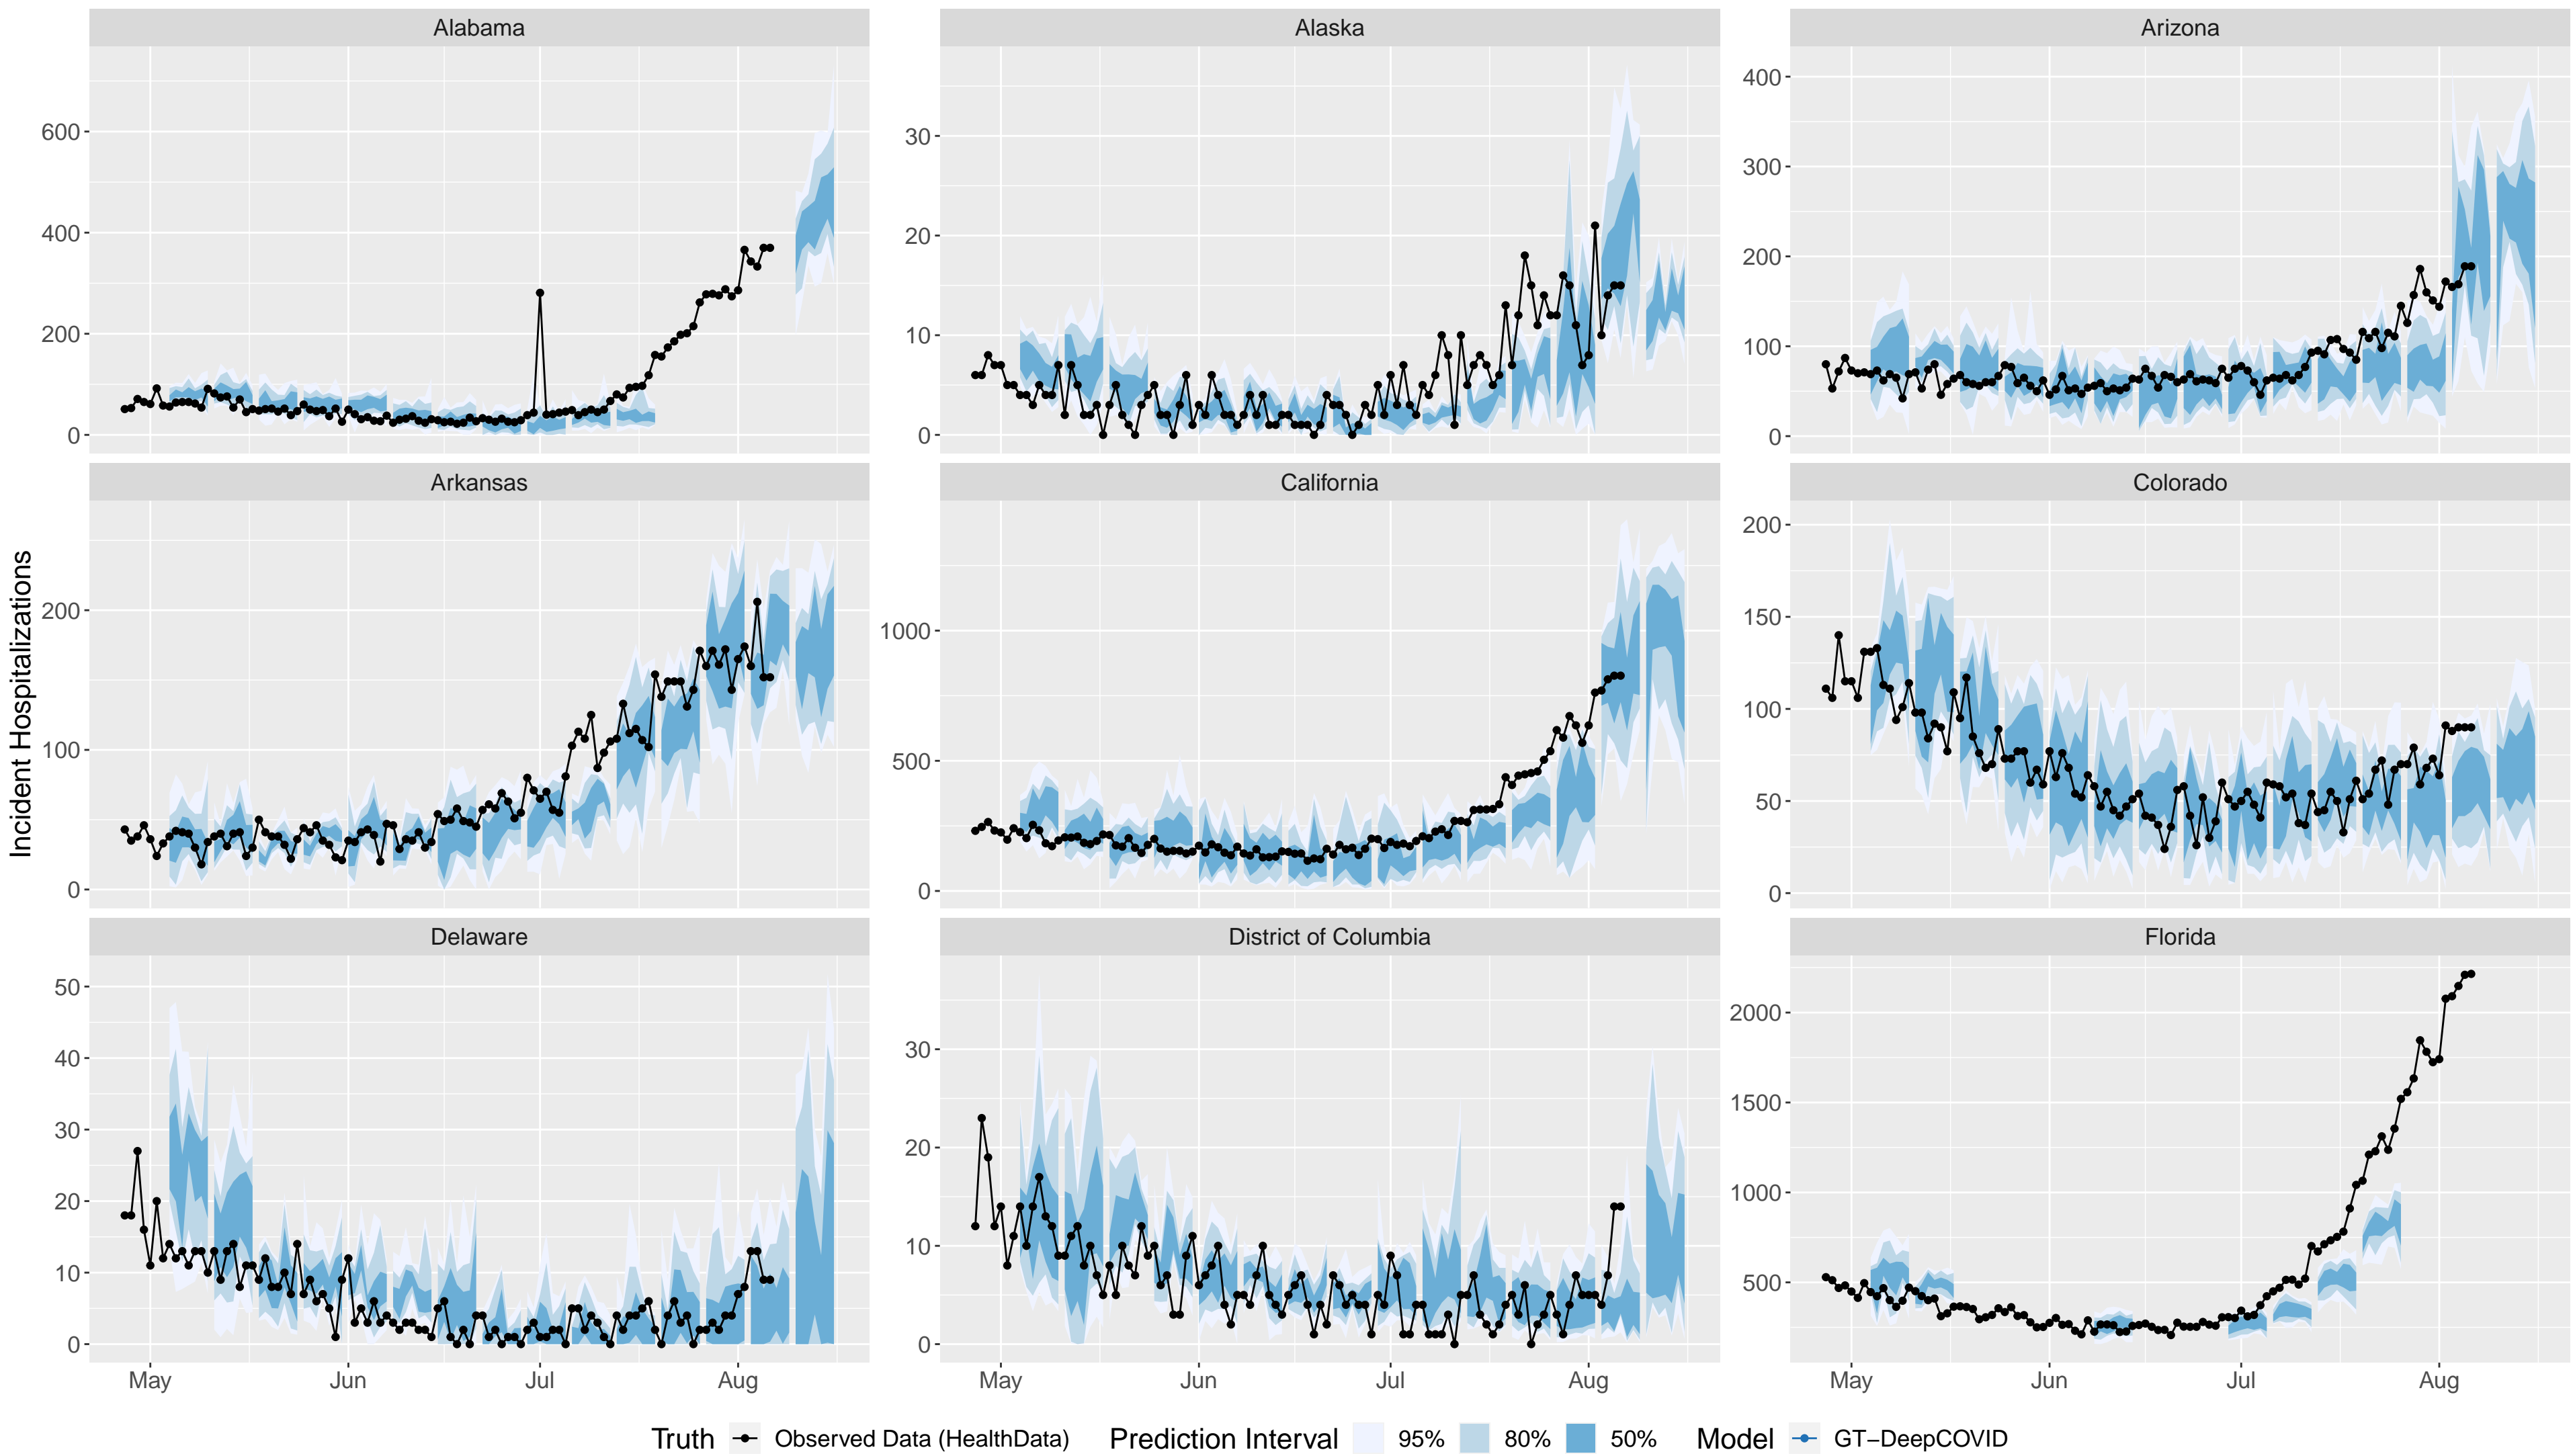 Alabama Alaska Arizona
600 30 400
400 20 300
200 10 200
0 0 100
0
Arkansas California Colorado
Incident Hospitalizations
200 1000 200
100 500 150
0 0 100
50
0
Delaware District of Columbia Florida
50 30 2000
40 20 1500
30 10 1000
20 0 500
10
0
May Jun Jul Aug May Jun Jul Aug May Jun Jul Aug
Truth Observed Data (HealthData) Prediction Interval 95% 80% 50% Model GT−DeepCOVID